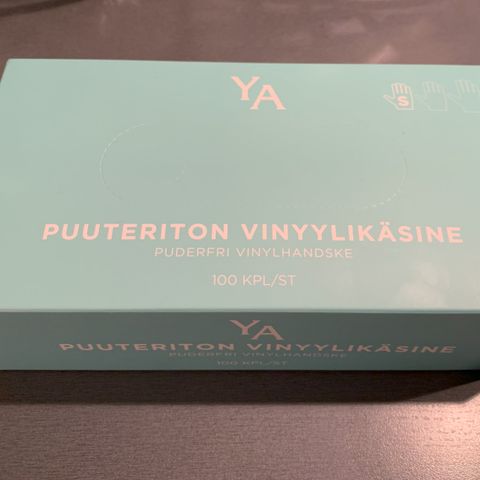 YA
S
PUUTERITON VINYYLIKÄSINE
PUDERFRI VINYLHANDSKE
100 KPL/ST
YA
PUUTERITON VINYYLIKÄSINE
PUDERFRI VINYLHANDSKE
100 KPL/ST